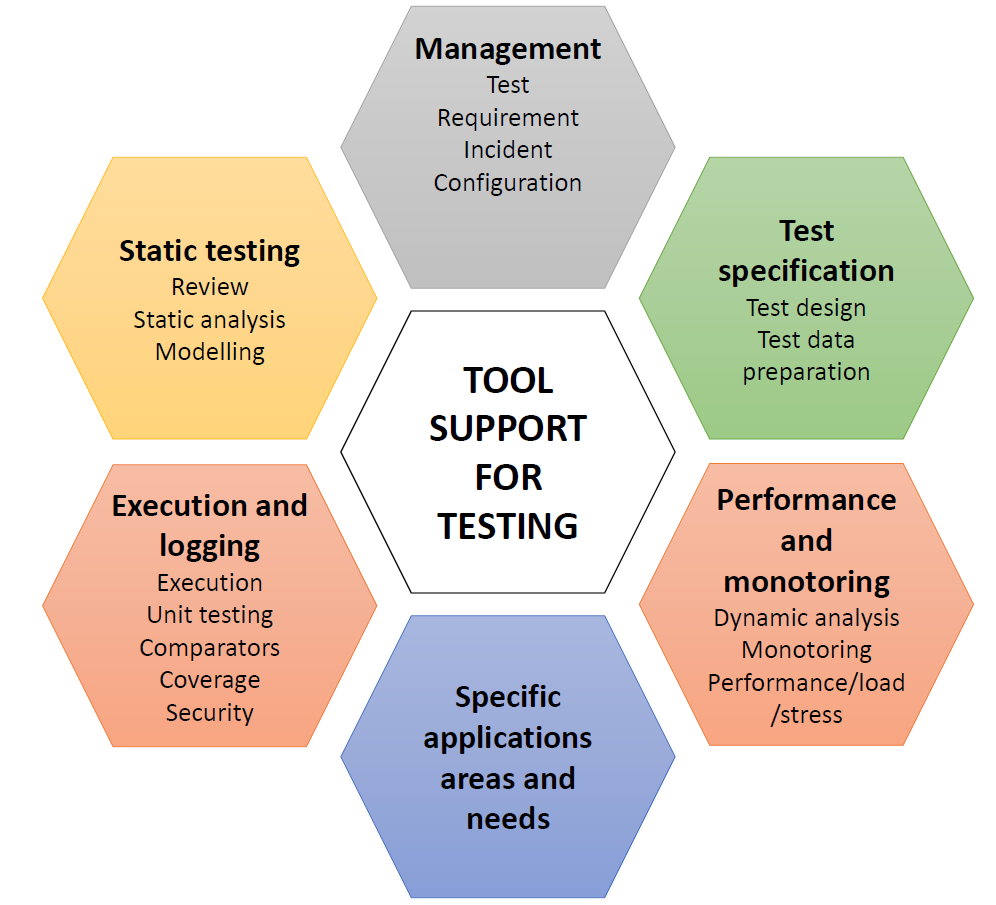 Management
Test
Requirement
Incident
Configuration
Static testing
Review
Static analysis
Modelling
Test
specification
Test design
Test data
preparation
TOOL
SUPPORT
FOR
TESTING
Execution and
logging
Execution
Unit testing
Comparators
Coverage
Security
Performance
and
monotoring
Dynamic analysis
Monotoring
Performance/load
/stress
Specific
applications
areas and
needs